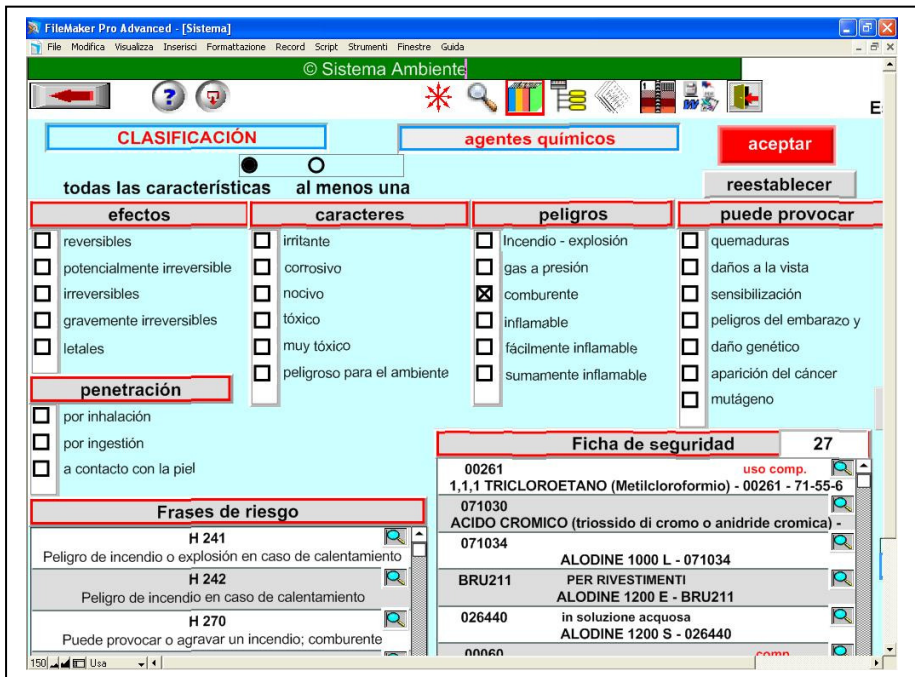 FileMaker Pro Advanced - [Sistema]
File Modifica Visualizza Inserisci Formattazione Record Script Strumenti Finestre Guida
© Sistema Ambiente
E
CLASIFICACIÓN
agentes químicos
aceptar
todas las característicás al menos una
reestablecer
efectos
reversibles
potencialmente irreversible
irreversibles
gravemente irreversibles
letales
caracteres
irritante
corrosivo
nocivo
tóxico
muy tóxico
peligroso para el ambiente
peligros
Incendio - explosión
gas a presión
comburente
inflamable
fácilmente inflamable
sumamente inflamable
puede provocar
quemaduras
daños a la vista
sensibilización
peligros del embarazo y
daño genético
aparición del cáncer
mutágeno
penetración
por inhalación
por ingestión
a contacto con la piel
Frases de riesgo
H 241
Peligro de incendio o explosión en caso de calentamiento
H 242
Peligro de incendio en caso de calentamiento
H 270
Puede provocar o agravar un incendio; comburente
Ficha de seguridad 27
00261 uso comp.
1,1,1 TRICLOROETANO (Metilcloroformio) - 00261 - 71-55-6
071030
ACIDO CROMICO (triossido di cromo o anidride cromica) -
071034
ALODINE 1000 L - 071034
BRU211 PER RIVESTIMENTI
ALODINE 1200 E - BRU211
026440 in soluzione acquosa
ALODINE 1200 S - 026440
00060 comp.
150 Usa